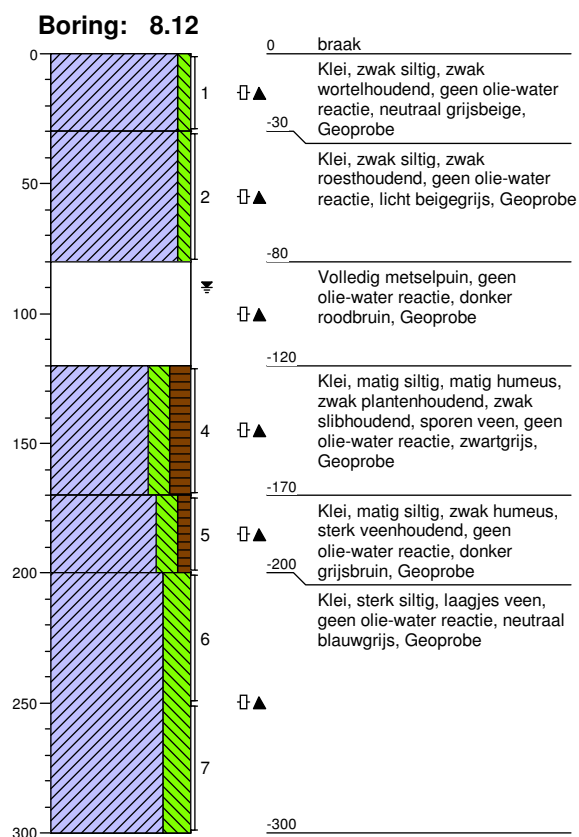 Boring: 8.12
0
50
100
150
200
250
300
1
2
4
5
6
7
0 braak
Klei, zwak siltig, zwak
wortelhoudend, geen olie-water
reactie, neutraal grijsbeige,
Geoprobe
-30
Klei, zwak siltig, zwak
roesthoudend, geen olie-water
reactie, licht beigegrijs, Geoprobe
-80
Volledig metselpuin, geen
olie-water reactie, donker
roodbruin, Geoprobe
-120
Klei, matig siltig, matig humeus,
zwak plantenhoudend, zwak
slibhoudend, sporen veen, geen
olie-water reactie, zwartgrijs,
Geoprobe
-170
Klei, matig siltig, zwak humeus,
sterk veenhoudend, geen
olie-water reactie, donker
grijsbruin, Geoprobe
-200
Klei, sterk siltig, laagjes veen,
geen olie-water reactie, neutraal
blauwgrijs, Geoprobe
-300